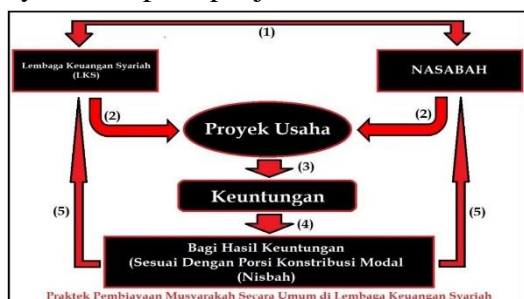 (1)
Lembaga Keuangan Syariah
(LKS)
NASABAH
(2)
(2)
Proyek Usaha
(3)
Keuntungan
(4)
(5)
(5)
Bagi Hasil Keuntungan
(Sesuai Dengan Porsi Konstribusi Modal
(Nisbah)
Praktek Pembiayaan Musyarakah Secara Umum di Lembaga Keuangan Syariah